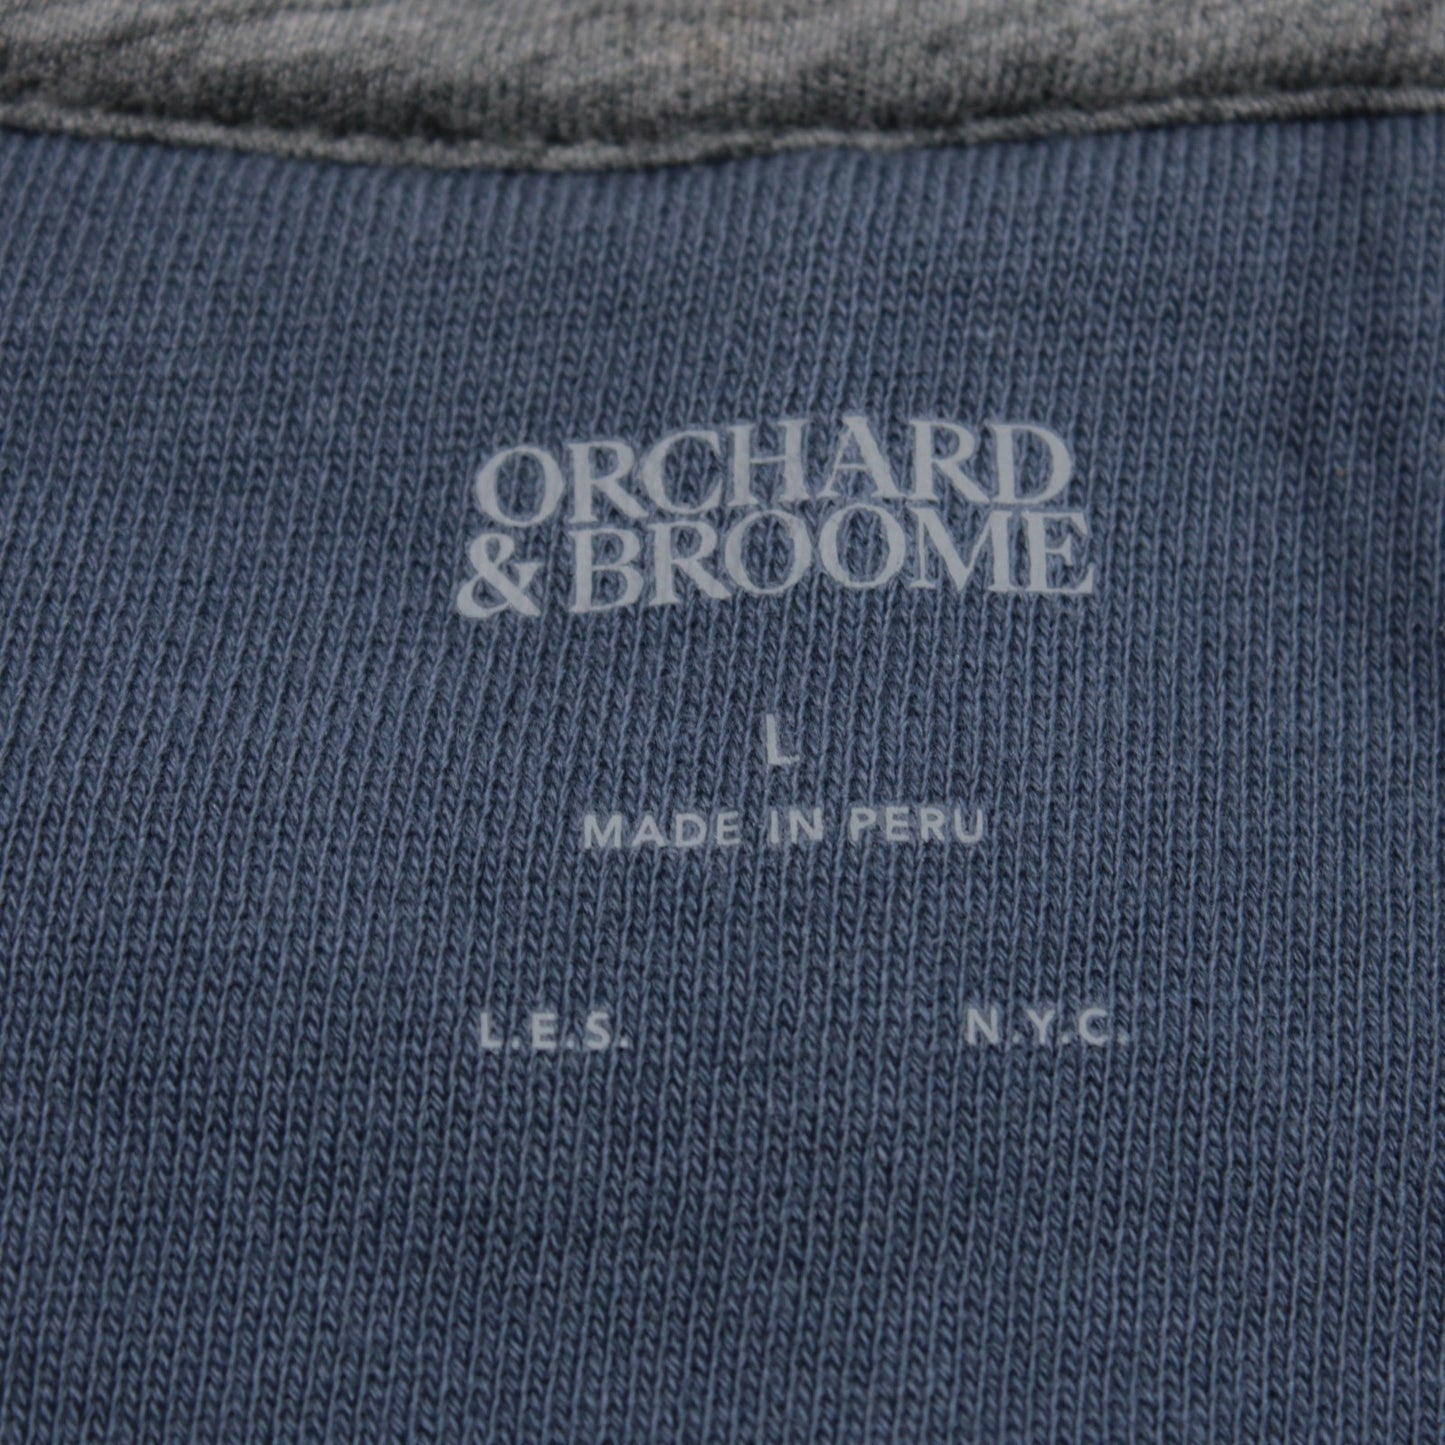 ORCHARD
& BROOME
L
MADE IN PERU
L.E.S. N.Y.C.